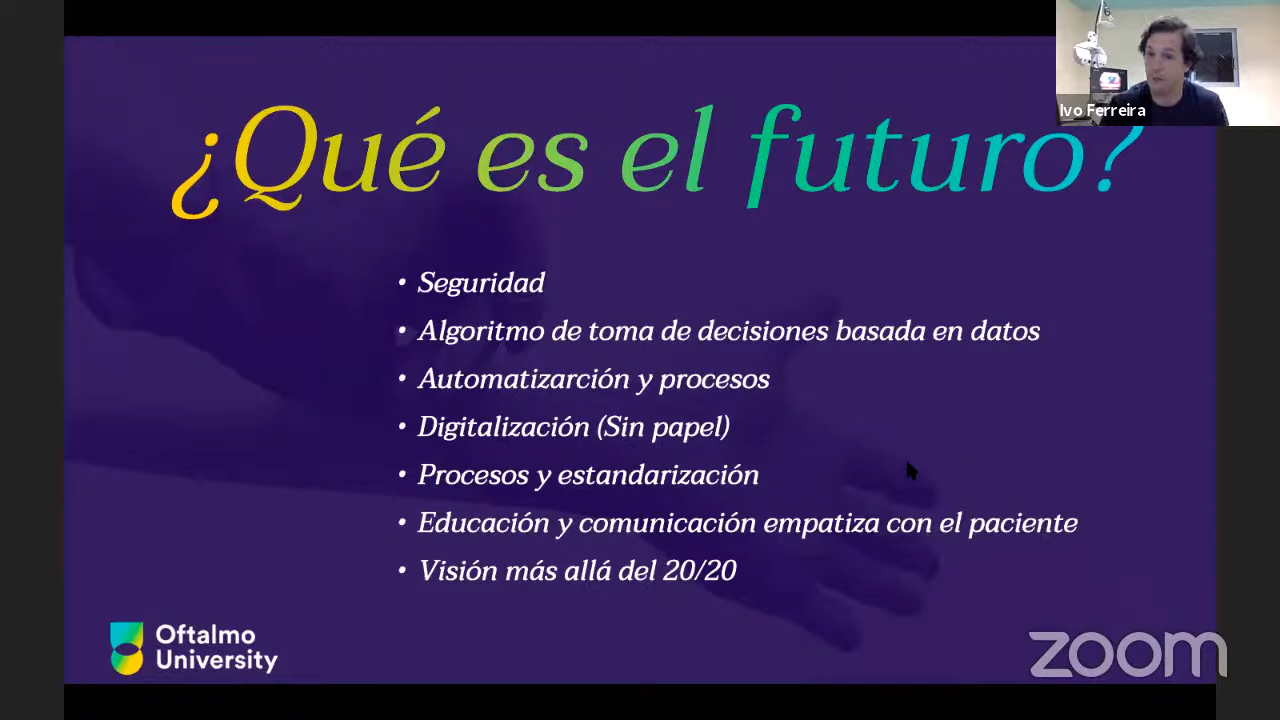 Ivo Ferreira
¿Qué es el futuro?
• Seguridad
• Algoritmo de toma de decisiones basada en datos
• Automatizarción y procesos
• Digitalización (Sin papel)
• Procesos y estandarización
• Educación y comunicación empatiza con el paciente
• Visión más allá del 20/20
Oftalmo
University
zoom